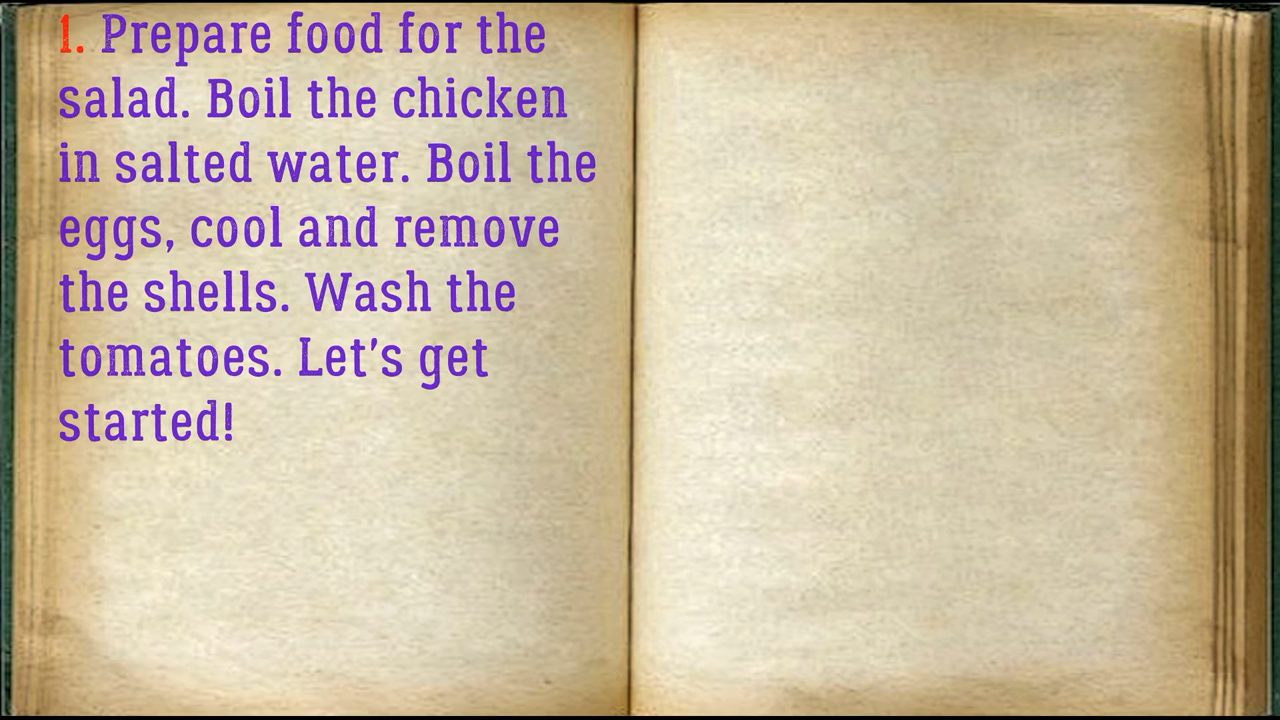 1. Prepare food for the
salad. Boil the chicken
in salted water. Boil the
eggs, cool and remove
the shells. Wash the
tomatoes. Let's get
started!